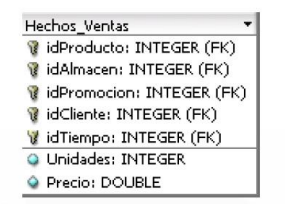 Hechos_Ventas
idProducto: INTEGER (FK)
idAlmacen: INTEGER (FK)
idPromocion: INTEGER (FK)
idCliente: INTEGER (FK)
idTiempo: INTEGER (FK)
Unidades: INTEGER
Precio: DOUBLE